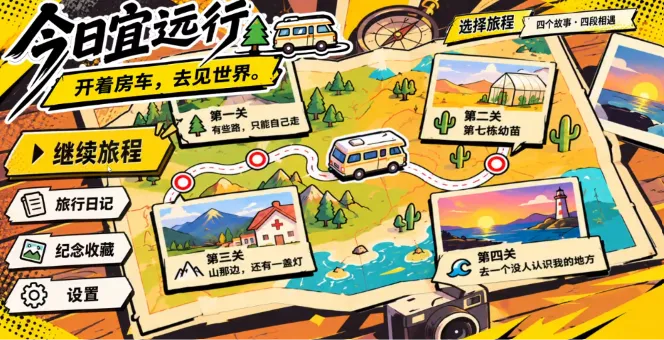 今日宜远行
开着房车，去见世界。
选择旅程
四个故事·四段相遇
第一关
有些路，只能自己走
第二关
第七栋幼苗
继续旅程
旅行日记
纪念收藏
设置
第三关
山那边，还有一盏灯
第四关
去一个没人认识我的地方